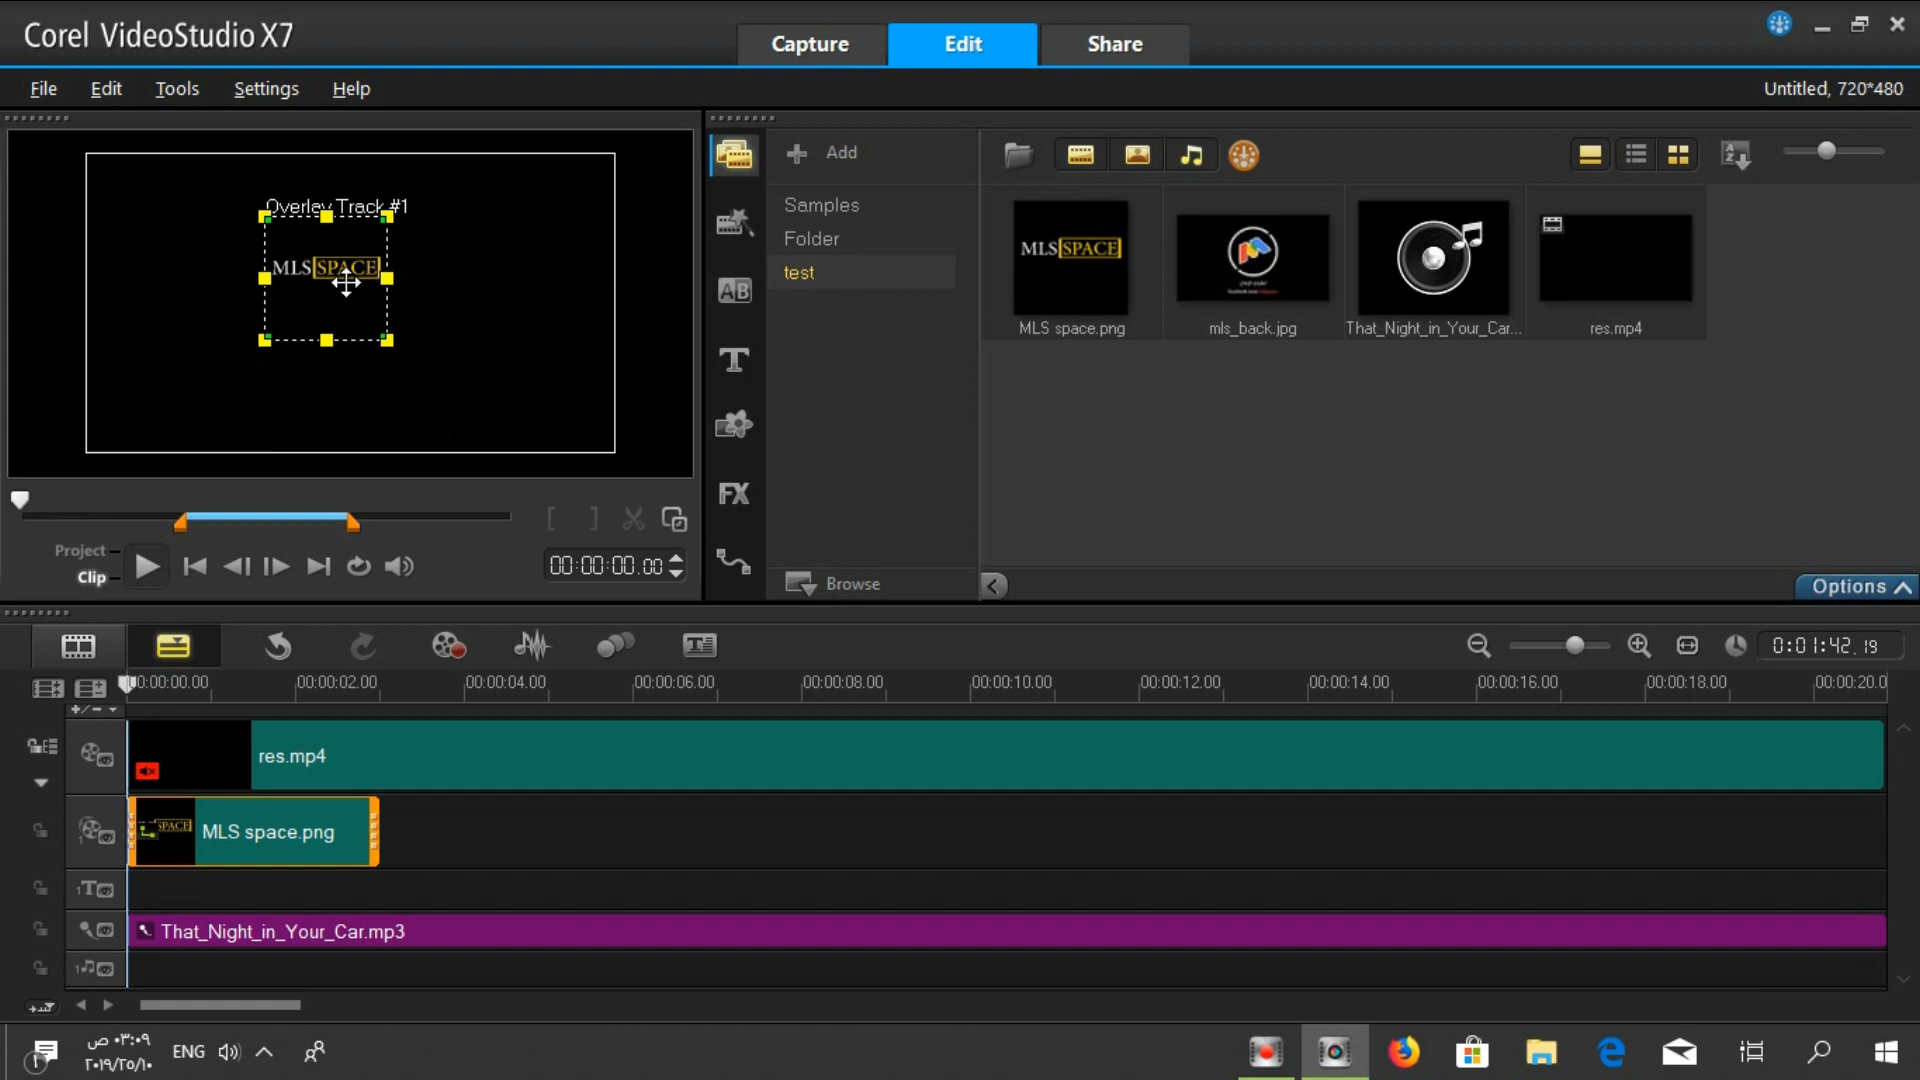 Corel VideoStudio X7
Capture
Edit
Share
File
Edit
Tools
Settings
Help
Untitled, 720*480
Overlay Track #1
MLS SPACE
Project
Clip
00:00:00.00
Add
Samples
Folder
test
Browse
MLS SPACE
MLS space.png
mls_back.jpg
That_Night_in_Your_Car...
res.mp4
AB
T
FX
Options
0:01:42.19
00:00:00.00
00:00:02.00
00:00:04.00
00:00:06.00
00:00:08.00
00:00:10.00
00:00:12.00
00:00:14.00
00:00:16.00
00:00:18.00
00:00:20.0
res.mp4
SPACE
MLS space.png
That_Night_in_Your_Car.mp3
٠٣:٠٩ ص
ENG